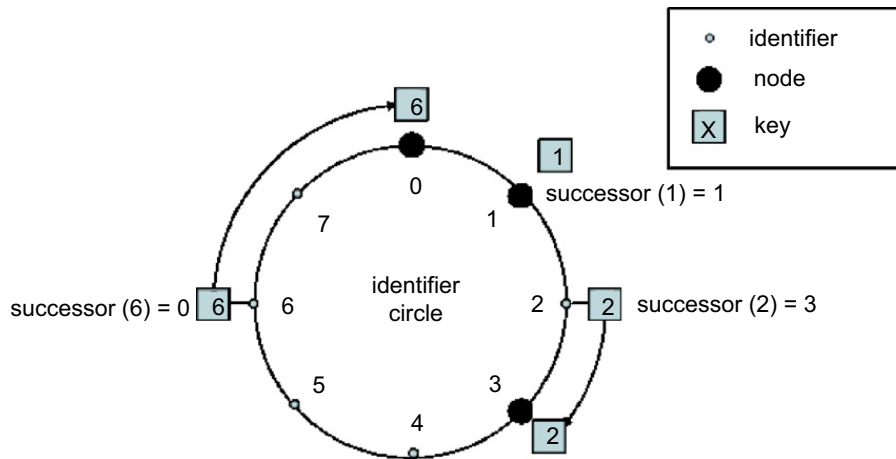 identifier
node
X key
6
1
0
1
successor (1) = 1
7
identifier
circle
successor (6) = 0
6
6
2
2
successor (2) = 3
5
3
4
2